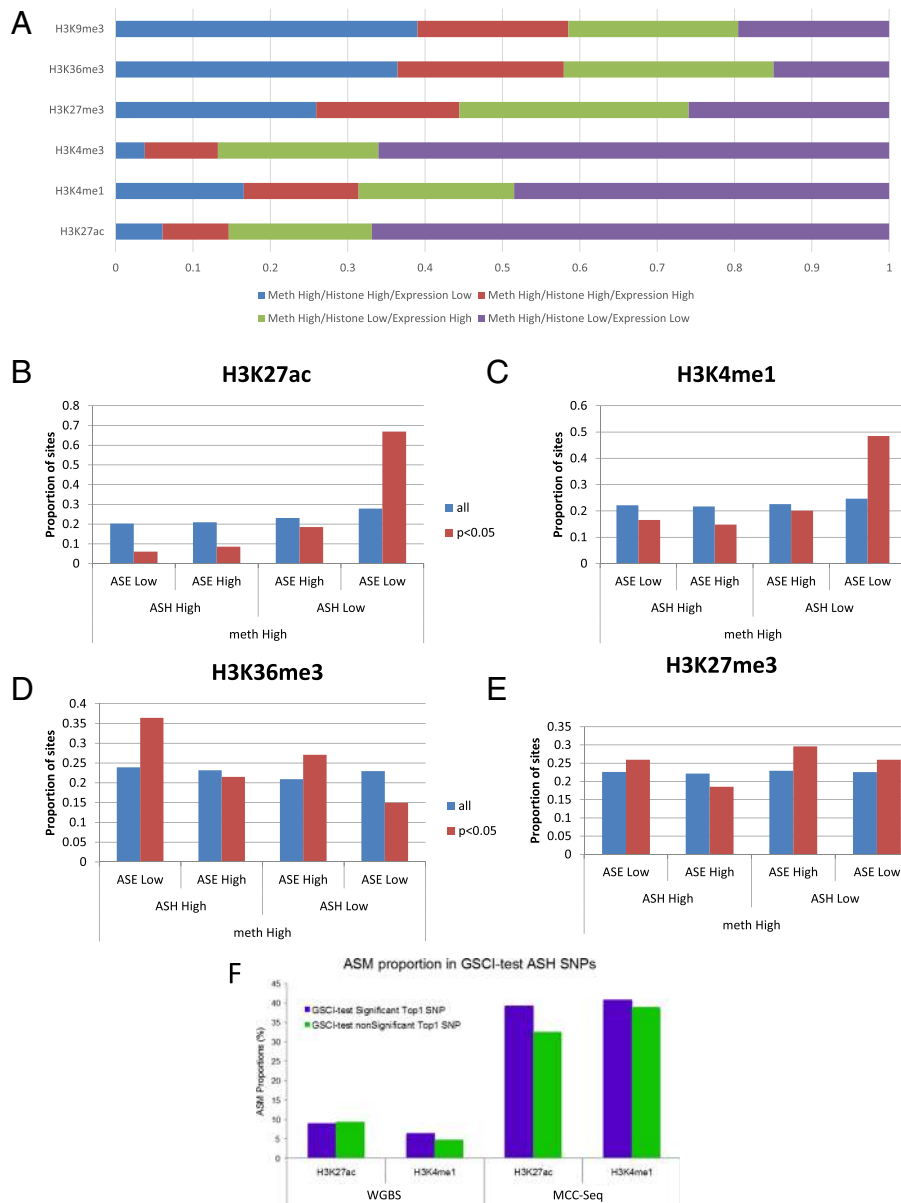 A
H3K9me3
H3K36me3
H3K27me3
H3K4me3
H3K4me1
H3K27ac
0 0.1 0.2 0.3 0.4 0.5 0.6 0.7 0.8 0.9 1
Meth High/Histone High/Expression Low Meth High/Histone High/Expression High
Meth High/Histone Low/Expression High Meth High/Histone Low/Expression Low
B
H3K27ac
Proportion of sites
0.8
0.7
0.6
0.5
0.4
0.3
0.2
0.1
0
ASE Low ASE High ASE High ASE Low
ASH High ASH Low
meth High
all
p<0.05
C
H3K4me1
Proportion of sites
0.6
0.5
0.4
0.3
0.2
0.1
0
ASE Low ASE High ASE High ASE Low
ASH High ASH Low
meth High
D
H3K36me3
Proportion of sites
0.4
0.35
0.3
0.25
0.2
0.15
0.1
0.05
0
ASE Low ASE High ASE High ASE Low
ASH High ASH Low
meth High
all
p<0.05
E
H3K27me3
Proportion of sites
0.35
0.3
0.25
0.2
0.15
0.1
0.05
0
ASE Low ASE High ASE High ASE Low
ASH High ASH Low
meth High
F
ASM proportion in GSCI-test ASH SNPs
ASM Proportions (%)
45
40
35
30
25
20
15
10
5
0
GSCI-test Significant Top1 SNP
GSCI-test nonSignificant Top1 SNP
H3K27ac H3K4me1 H3K27ac H3K4me1
WGBS MCC-Seq